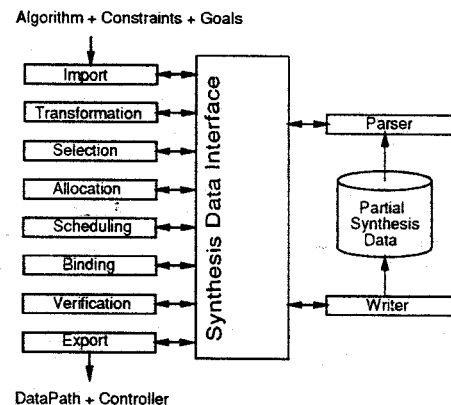 Algorithm + Constraints + Goals
Import
Transformation
Selection
Allocation
Scheduling
Binding
Verification
Export
DataPath + Controller
Synthesis Data Interface
Parser
Partial
Synthesis
Data
Writer